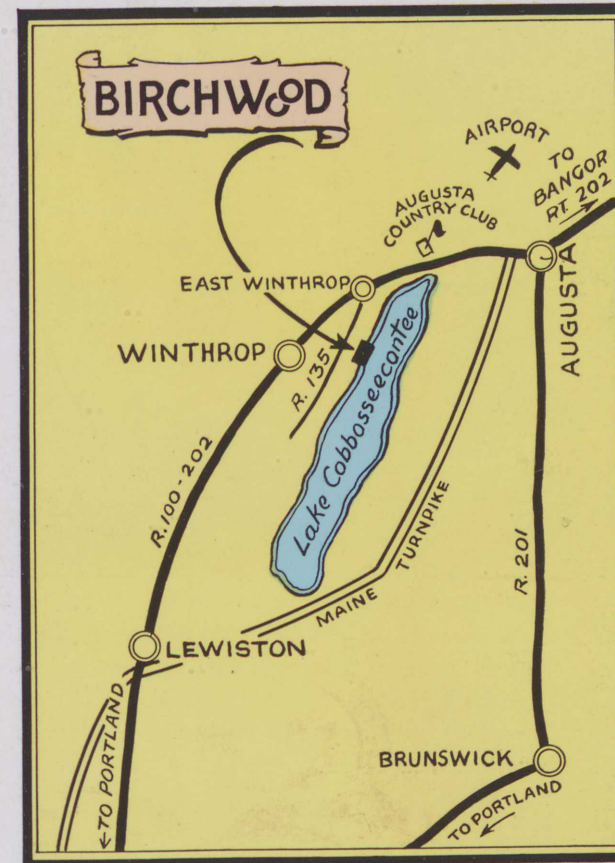 BIRCHWOOD
AIRPORT
TO
BANGOR
RT. 202
AUGUSTA
COUNTRY CLUB
EAST WINTHROP
AUGUSTA
WINTHROP
R. 135
Lake Cobbosseecontee
R. 100-202
MAINE TURNPIKE
R. 201
LEWISTON
←TO PORTLAND
BRUNSWICK
TO PORTLAND